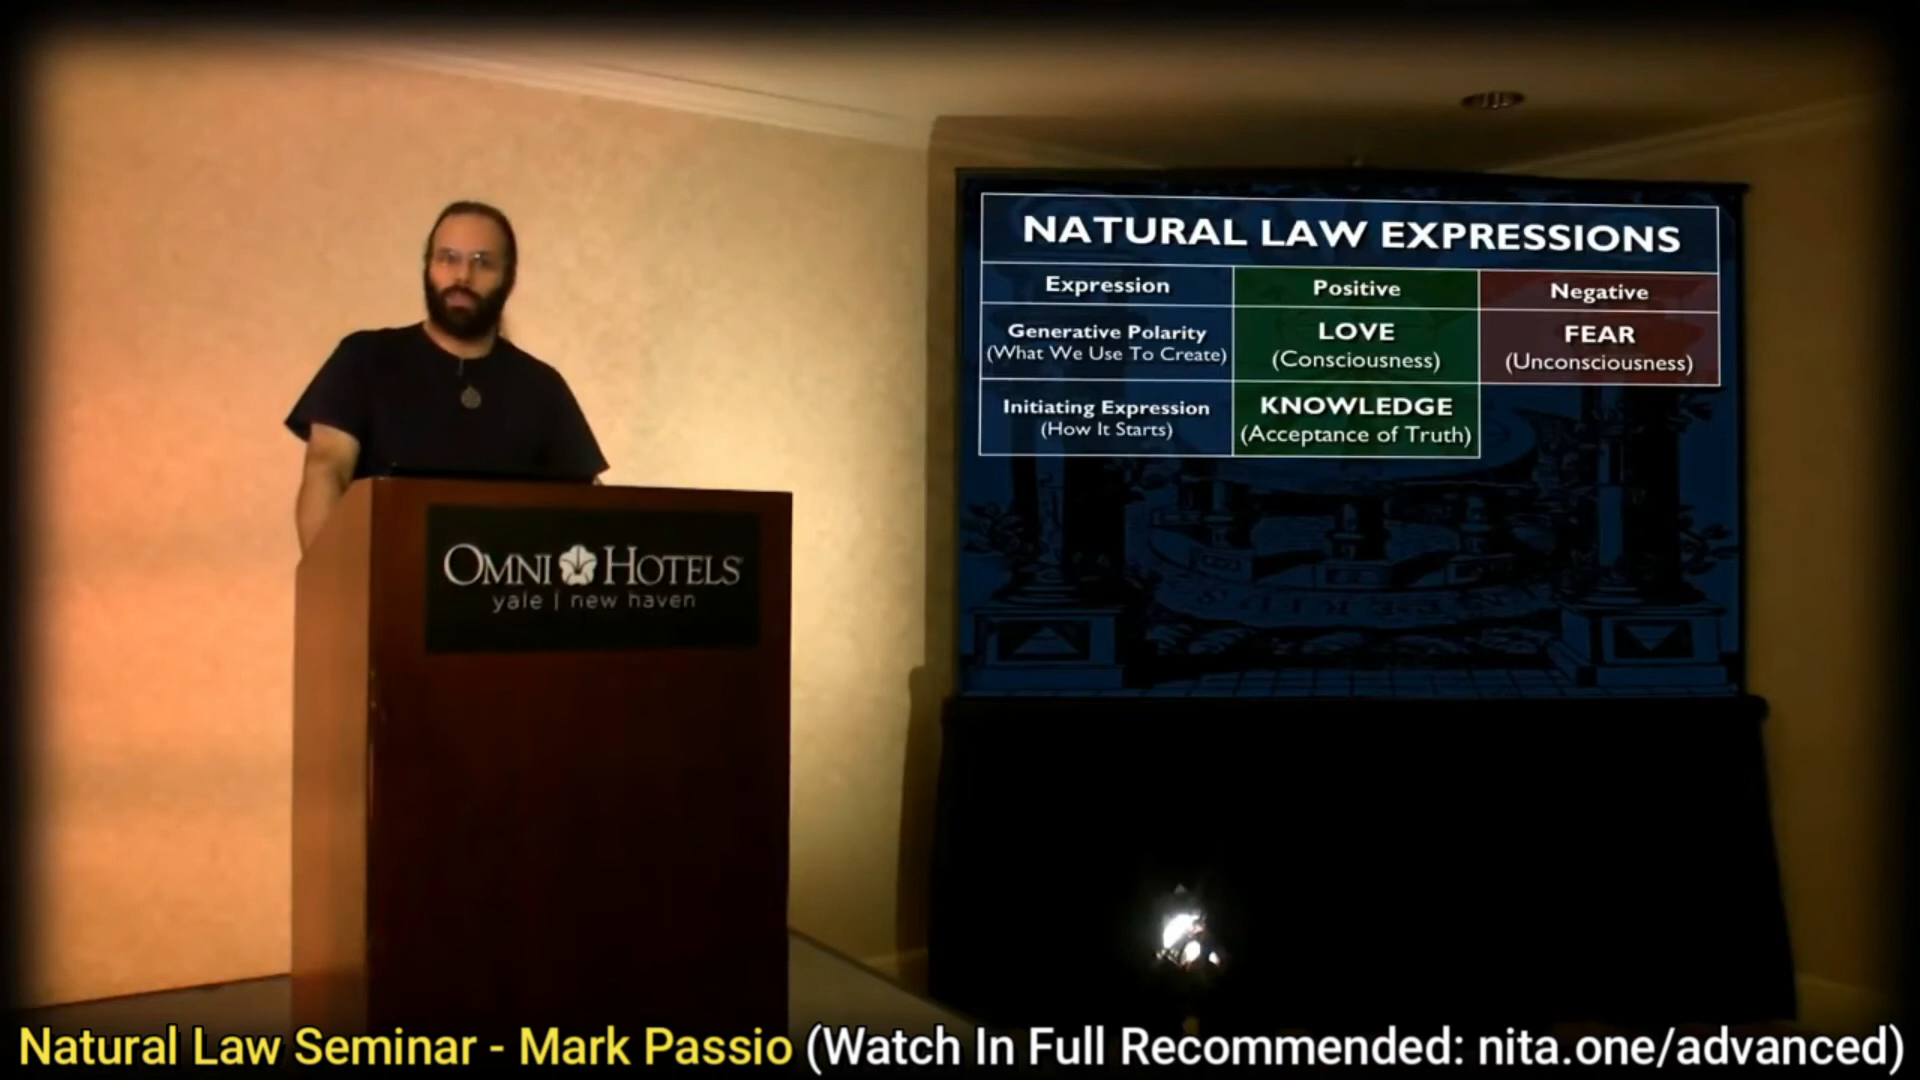 NATURAL LAW EXPRESSIONS
Expression Positive Negative
Generative Polarity
(What We Use To Create)
LOVE
(Consciousness)
FEAR
(Unconsciousness)
Initiating Expression
(How It Starts)
KNOWLEDGE
(Acceptance of Truth)
OMNI HOTELS
yale | new haven
Natural Law Seminar - Mark Passio (Watch In Full Recommended: nita.one/advanced)